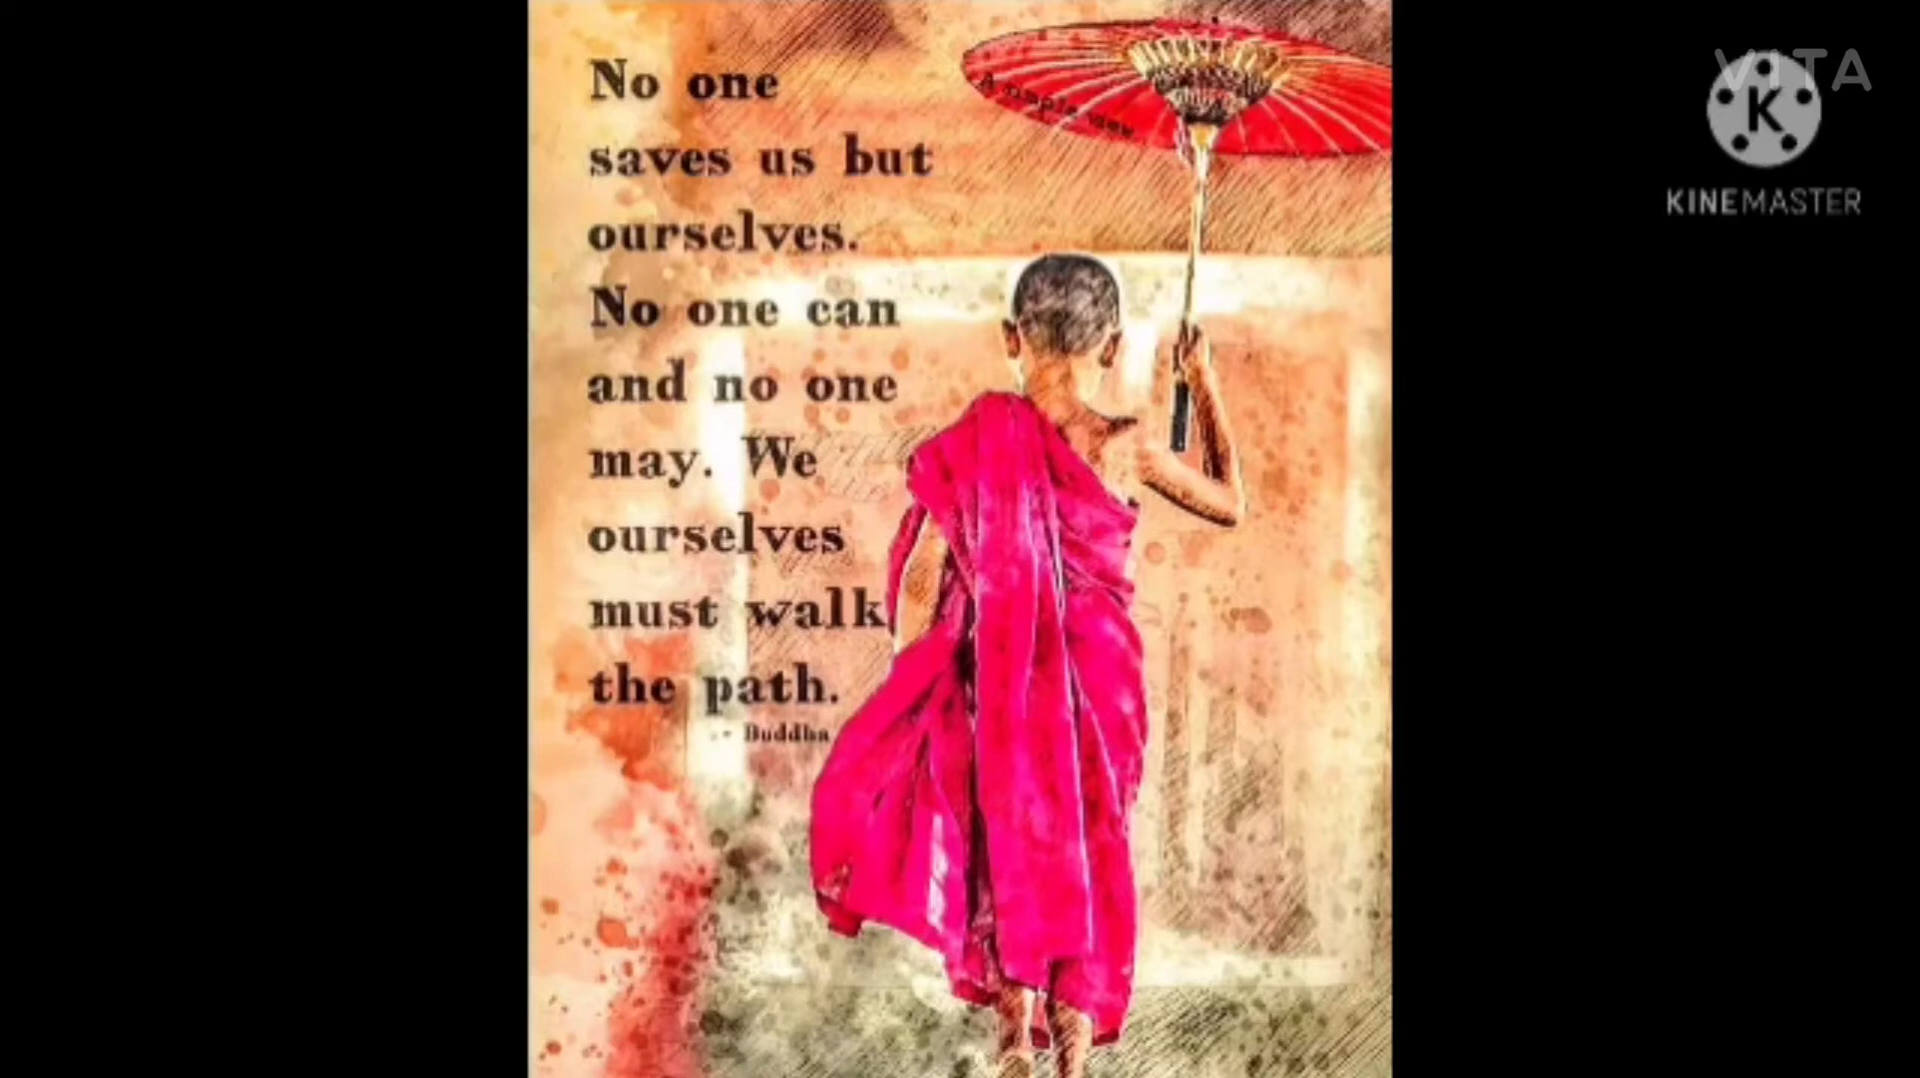 No one
saves us but
ourselves.
No one can
and no one
may. We
ourselves
must walk
the path.
- Buddha
VITA
K
KINEMASTER